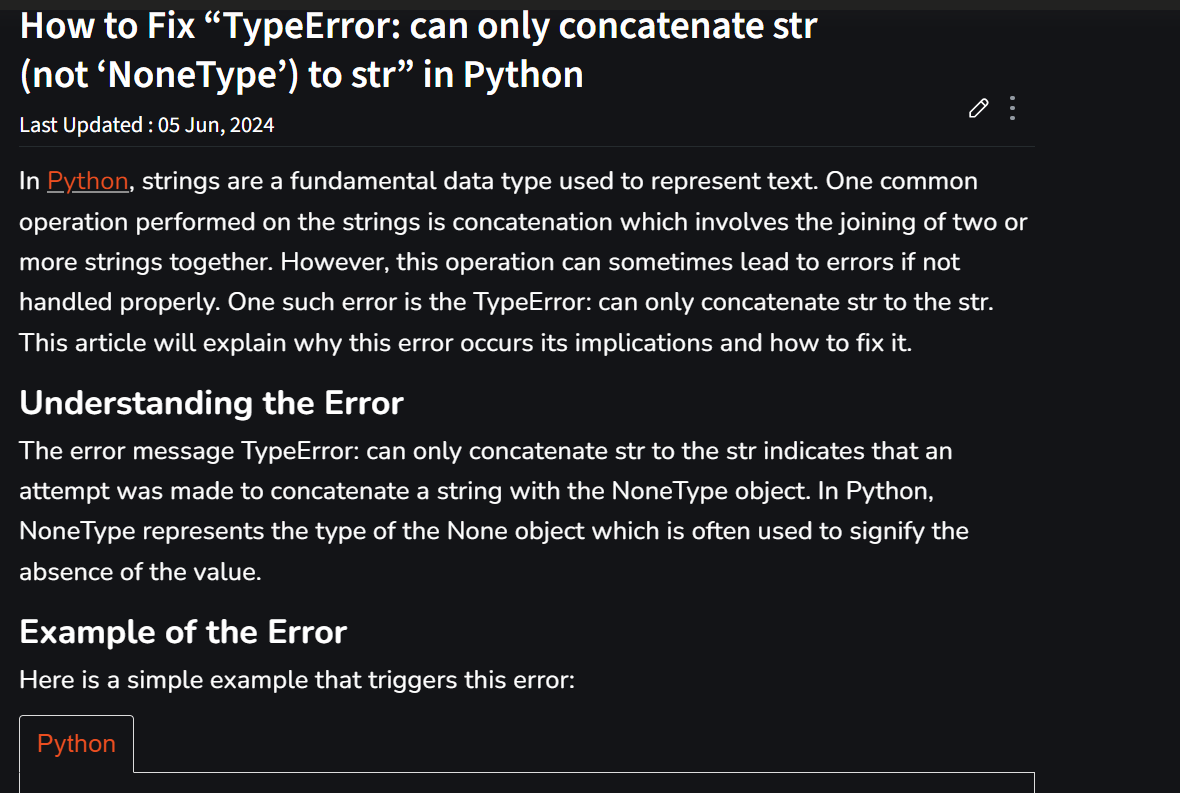 How to Fix “TypeError: can only concatenate str
(not ‘NoneType’) to str” in Python
Last Updated : 05 Jun, 2024
In Python, strings are a fundamental data type used to represent text. One common
operation performed on the strings is concatenation which involves the joining of two or
more strings together. However, this operation can sometimes lead to errors if not
handled properly. One such error is the TypeError: can only concatenate str to the str.
This article will explain why this error occurs its implications and how to fix it.
Understanding the Error
The error message TypeError: can only concatenate str to the str indicates that an
attempt was made to concatenate a string with the NoneType object. In Python,
NoneType represents the type of the None object which is often used to signify the
absence of the value.
Example of the Error
Here is a simple example that triggers this error:
Python